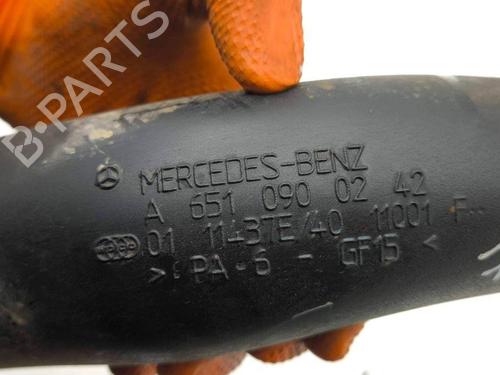 B-PARTS
MERCEDES-BENZ
A 651 090 02 42
01 11437E/40 11001 F
>PA-6 - GF15<